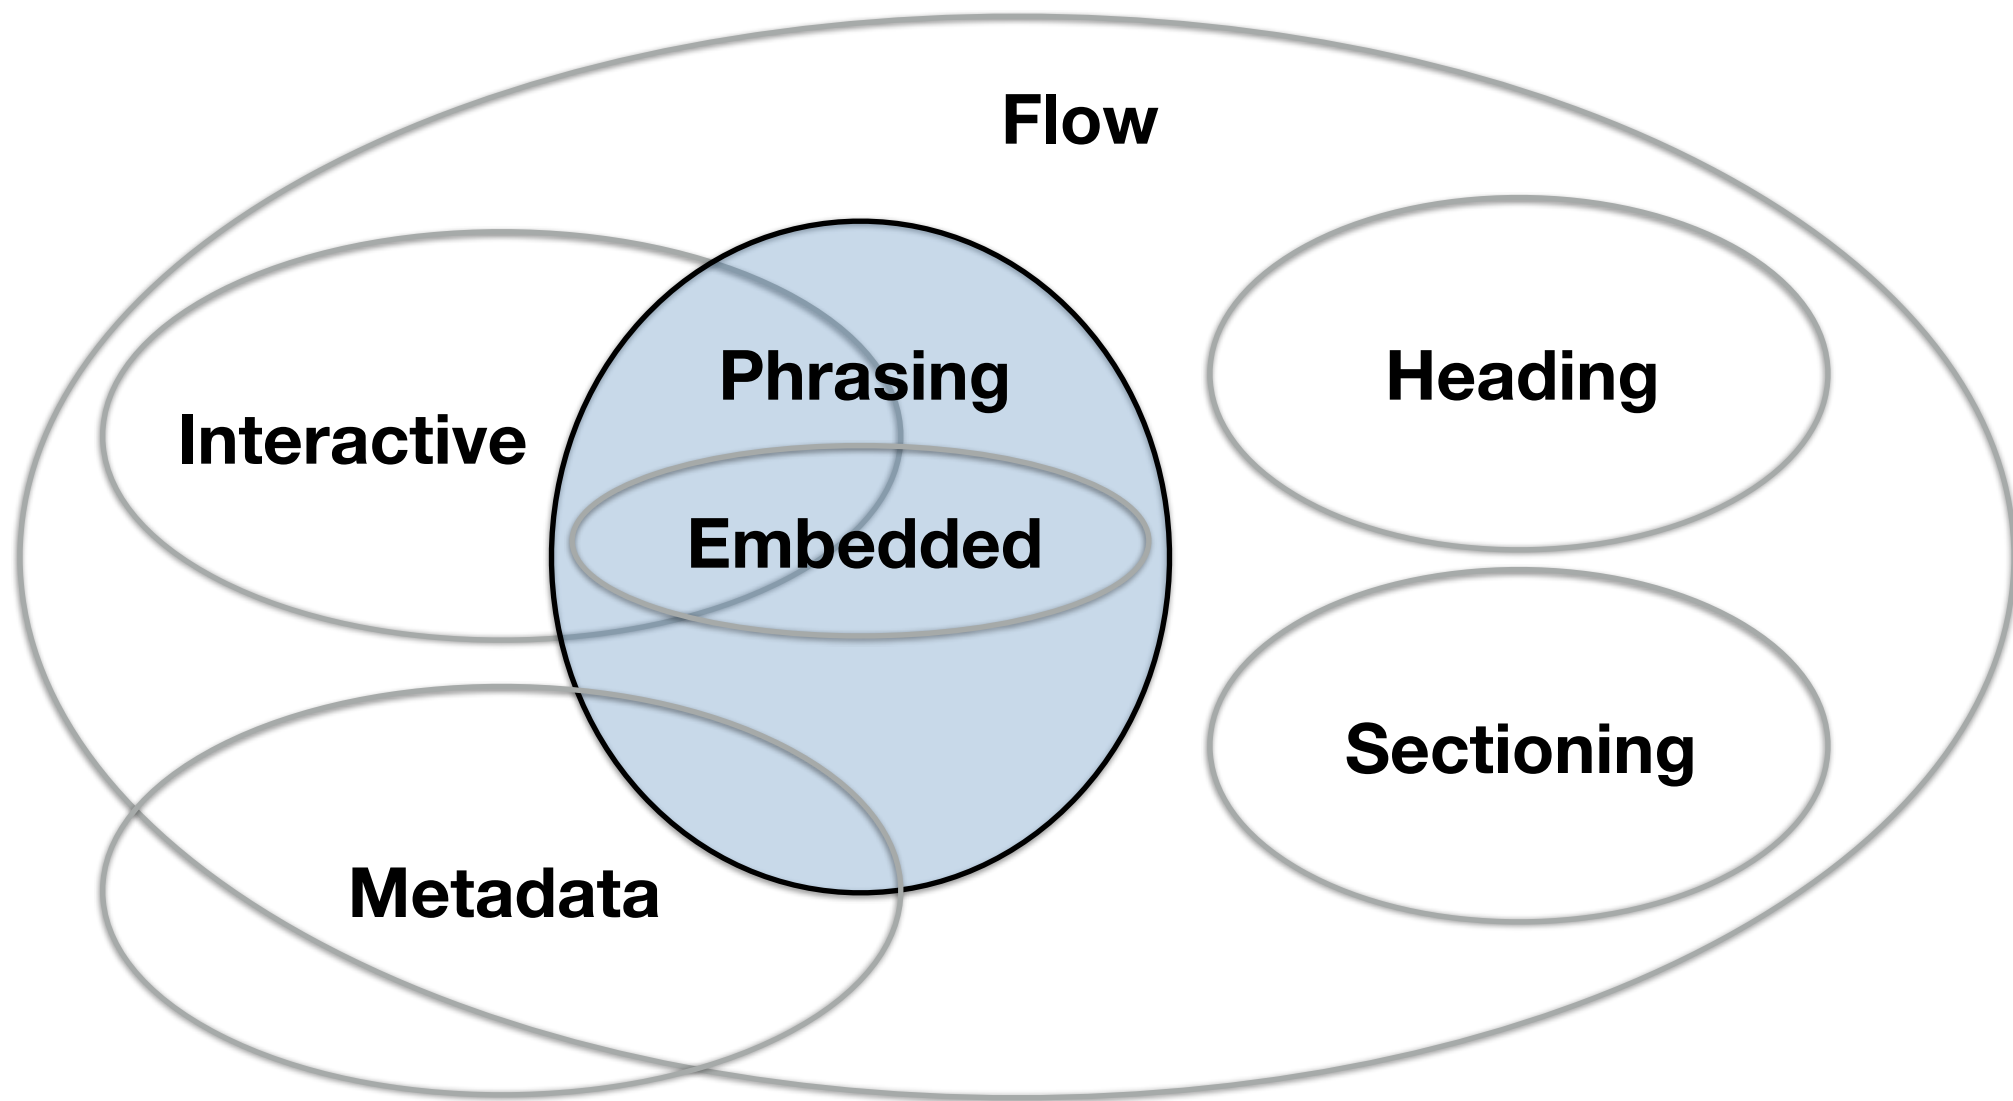 Flow
Phrasing
Heading
Interactive
Embedded
Sectioning
Metadata